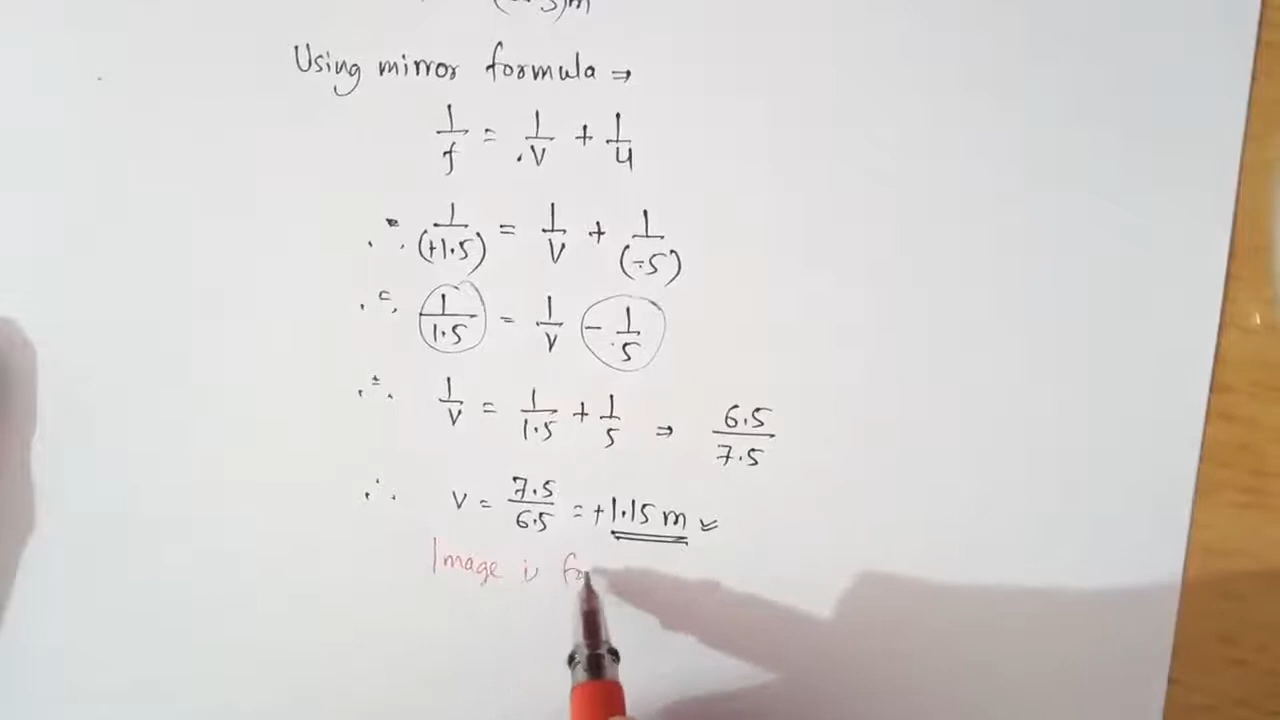 Using mirror formula ⇒
1/f = 1/v + 1/u
∴ 1/(+1.5) = 1/v + 1/(-5)
∴ 1/1.5 = 1/v - 1/5
∴ 1/v = 1/1.5 + 1/5 ⇒ 6.5/7.5
∴ v = 7.5/6.5 = +1.15 m
Image is fo